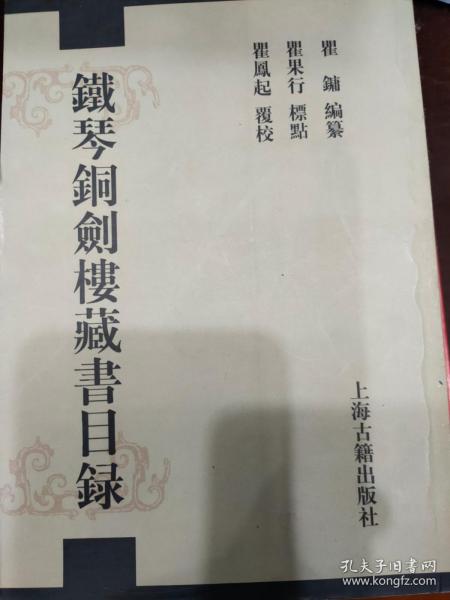 瞿鏞 編纂
瞿果行 標點
瞿鳳起 覆校
鐵琴銅劍樓藏書目録
上海古籍出版社
孔夫子旧书网
www.kongfz.com